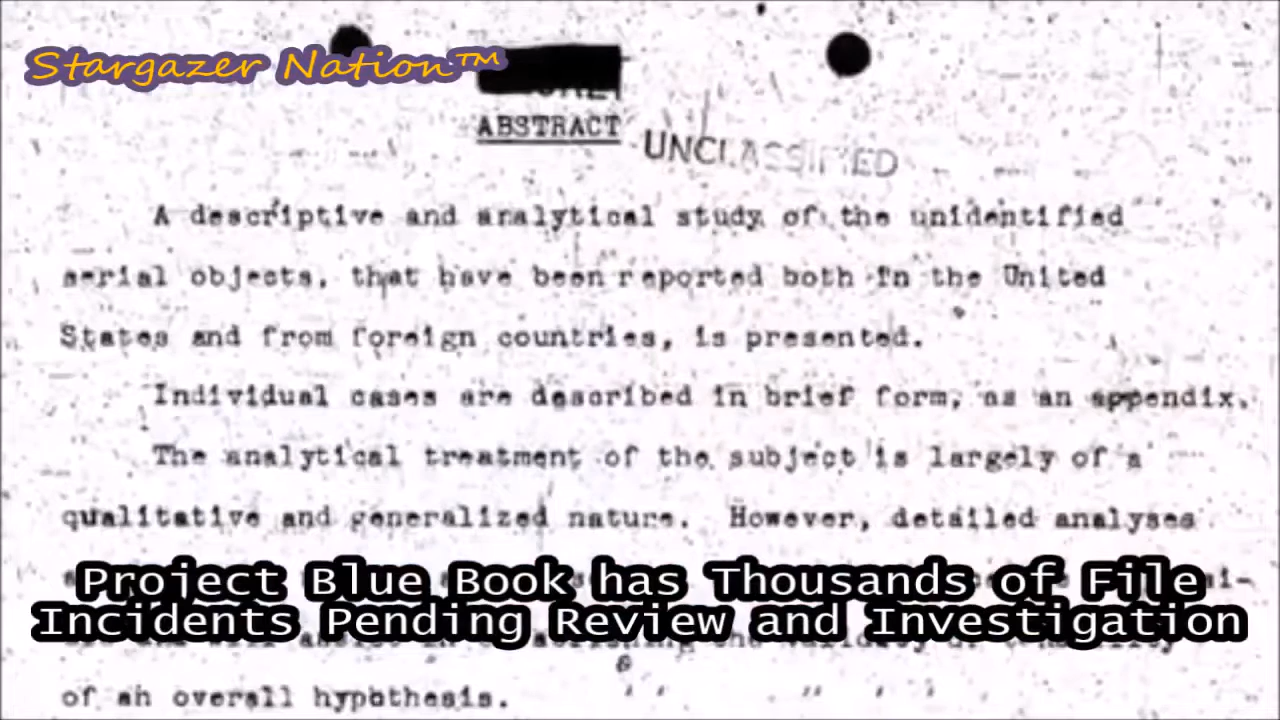 Stargazer Nation™
ABSTRACT
UNCLASSIFIED
A descriptive and analytical study of the unidentified
aerial objects, that have been reported both in the United
States and from foreign countries, is presented.
Individual cases are described in brief form, as an appendix.
The analytical treatment of the subject is largely of a
qualitative and generalized nature. However, detailed analyses
Project Blue Book has Thousands of File
Incidents Pending Review and Investigation
of an overall hypothesis.